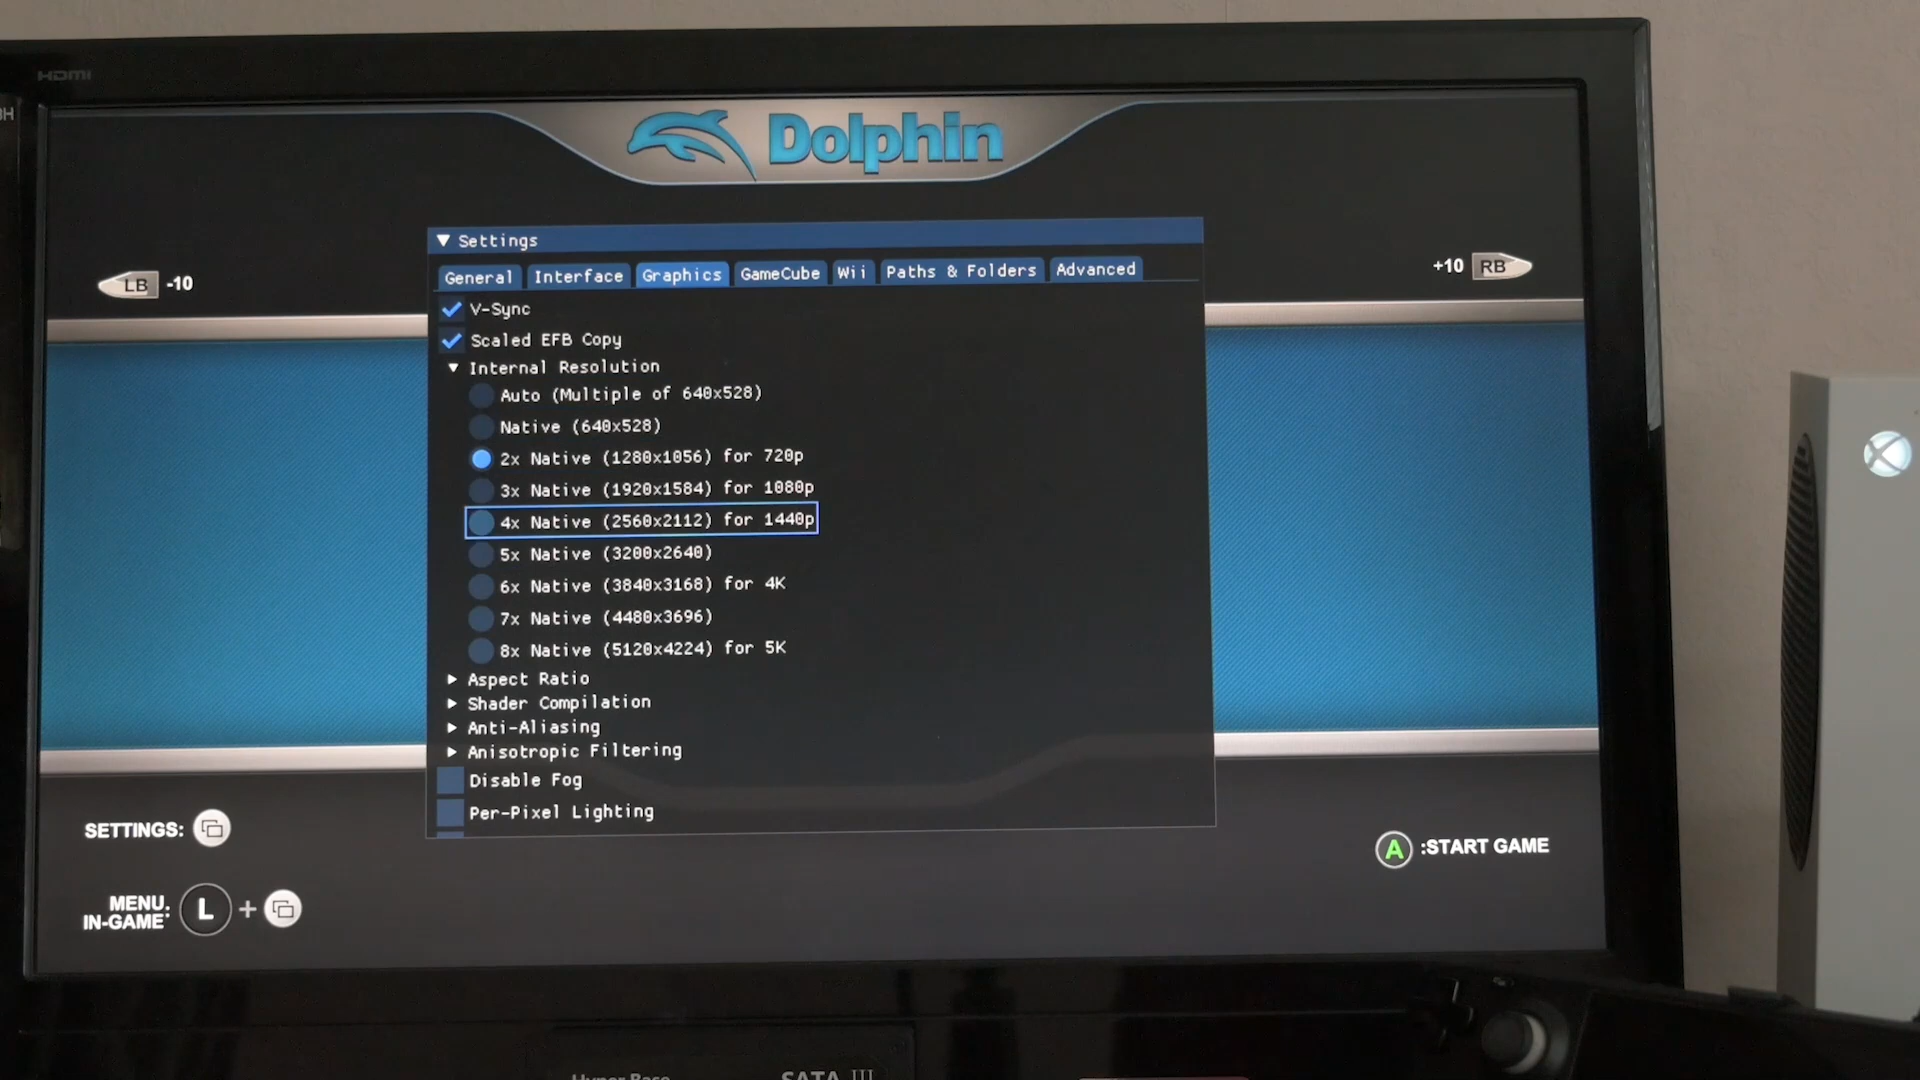 HDMI
BH
Dolphin
LB -10
+10 RB
Settings
General Interface Graphics GameCube Wii Paths & Folders Advanced
V-Sync
Scaled EFB Copy
Internal Resolution
Auto (Multiple of 640x528)
Native (640x528)
2x Native (1280x1056) for 720p
3x Native (1920x1584) for 1080p
4x Native (2560x2112) for 1440p
5x Native (3200x2640)
6x Native (3840x3168) for 4K
7x Native (4480x3696)
8x Native (5120x4224) for 5K
Aspect Ratio
Shader Compilation
Anti-Aliasing
Anisotropic Filtering
Disable Fog
Per-Pixel Lighting
SETTINGS:
A :START GAME
MENU
IN-GAME: L +
Hyper Base SATA III